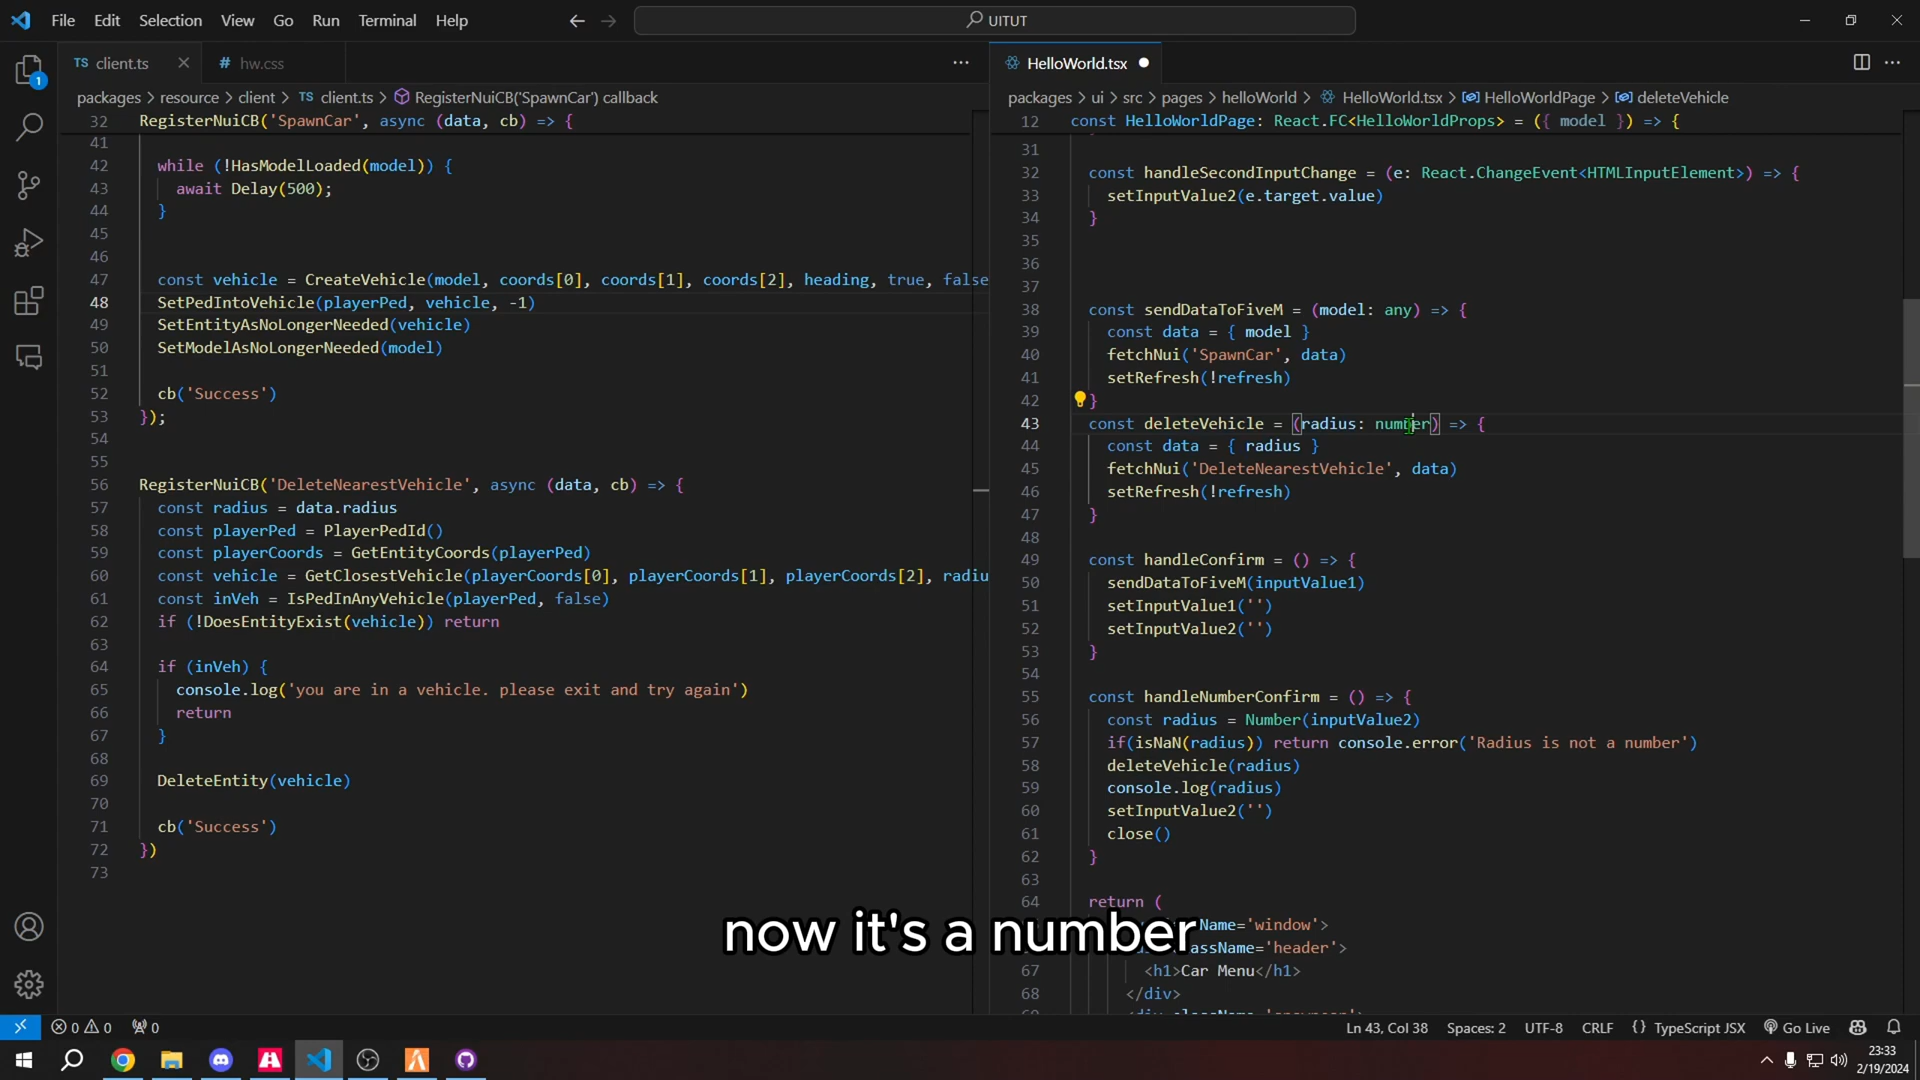 File Edit Selection View Go Run Terminal Help
UITUT
TS client.ts
# hw.css
packages > resource > client > TS client.ts > RegisterNuiCB('SpawnCar') callback
32 RegisterNuiCB('SpawnCar', async (data, cb) => {
41
42 while (!HasModelLoaded(model)) {
43 await Delay(500);
44 }
45
46
47 const vehicle = CreateVehicle(model, coords[0], coords[1], coords[2], heading, true, false
48 SetPedIntoVehicle(playerPed, vehicle, -1)
49 SetEntityAsNoLongerNeeded(vehicle)
50 SetModelAsNoLongerNeeded(model)
51
52 cb('Success')
53 });
54
55
56 RegisterNuiCB('DeleteNearestVehicle', async (data, cb) => {
57 const radius = data.radius
58 const playerPed = PlayerPedId()
59 const playerCoords = GetEntityCoords(playerPed)
60 const vehicle = GetClosestVehicle(playerCoords[0], playerCoords[1], playerCoords[2], radiu
61 const inVeh = IsPedInAnyVehicle(playerPed, false)
62 if (!DoesEntityExist(vehicle)) return
63
64 if (inVeh) {
65 console.log('you are in a vehicle. please exit and try again')
66 return
67 }
68
69 DeleteEntity(vehicle)
70
71 cb('Success')
72 })
73
HelloWorld.tsx
packages > ui > src > pages > helloWorld > HelloWorld.tsx > HelloWorldPage > deleteVehicle
12 const HelloWorldPage: React.FC<HelloWorldProps> = ({ model }) => {
31
32 const handleSecondInputChange = (e: React.ChangeEvent<HTMLInputElement>) => {
33 setInputValue2(e.target.value)
34 }
35
36
37
38 const sendDataToFiveM = (model: any) => {
39 const data = { model }
40 fetchNui('SpawnCar', data)
41 setRefresh(!refresh)
42 }
43 const deleteVehicle = (radius: number) => {
44 const data = { radius }
45 fetchNui('DeleteNearestVehicle', data)
46 setRefresh(!refresh)
47 }
48
49 const handleConfirm = () => {
50 sendDataToFiveM(inputValue1)
51 setInputValue1('')
52 setInputValue2('')
53 }
54
55 const handleNumberConfirm = () => {
56 const radius = Number(inputValue2)
57 if(isNaN(radius)) return console.error('Radius is not a number')
58 deleteVehicle(radius)
59 console.log(radius)
60 setInputValue2('')
61 close()
62 }
63
64 return (
Name='window'>
assName='header'>
67 <h1>Car Menu</h1>
68 </div>
now it's a number
1
0 0 0
Ln 43, Col 38 Spaces: 2 UTF-8 CRLF {} TypeScript JSX Go Live
23:33
2/19/2024